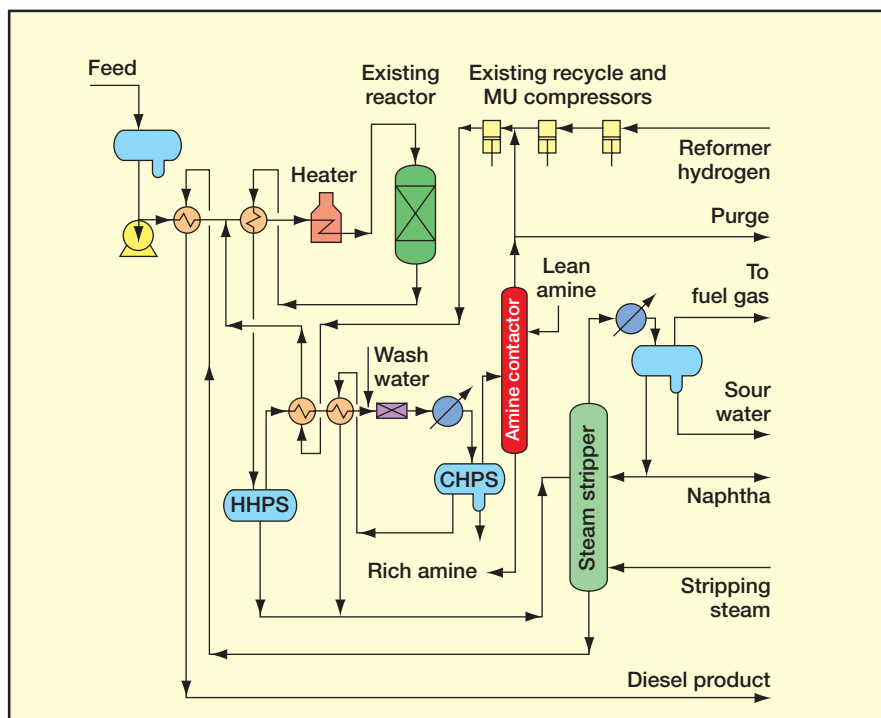 Feed
Existing
reactor
Existing recycle and
MU compressors
Reformer
hydrogen
Heater
Purge
Lean
amine
To
fuel gas
Amine contactor
Wash
water
Sour
water
CHPS
HHPS
Steam stripper
Naphtha
Rich amine
Stripping
steam
Diesel product